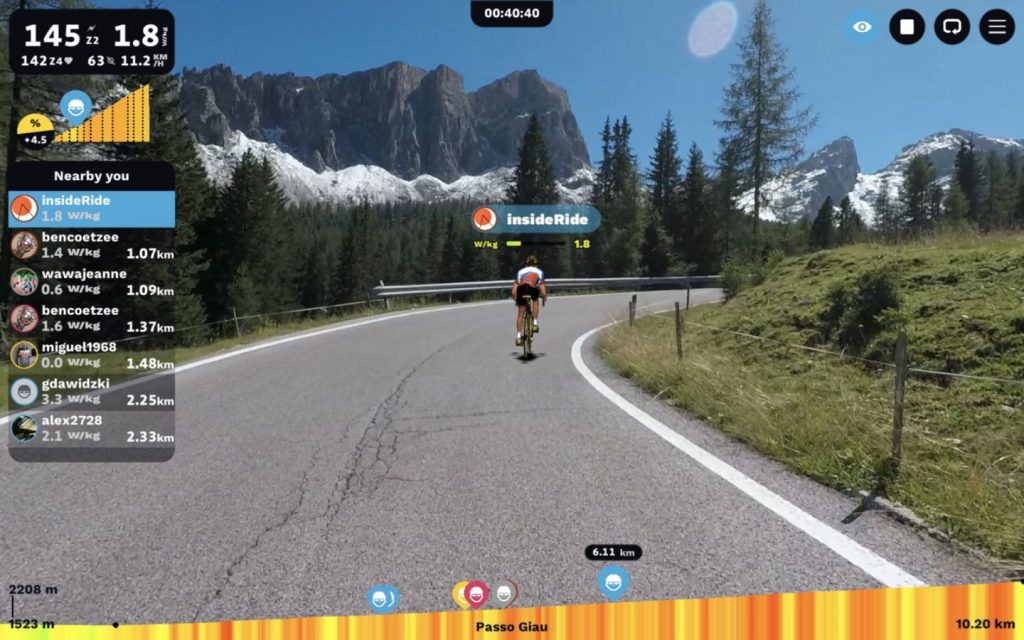 145 Z2 1.8 W/kg
142 Z4 63 11.2 KM/H
00:40:40
%
+4.5
Nearby you
insideRide
1.8 W/kg
bencoetzee
1.4 W/kg 1.07km
wawajeanne
0.6 W/kg 1.09km
bencoetzee
1.6 W/kg 1.37km
miguel1968
0.0 W/kg 1.48km
gdawidzki
3.3 W/kg 2.25km
alex2728
2.1 W/kg 2.33km
insideRide
W/kg 1.8
6.11 km
2208 m
1523 m
Passo Giau
10.20 km